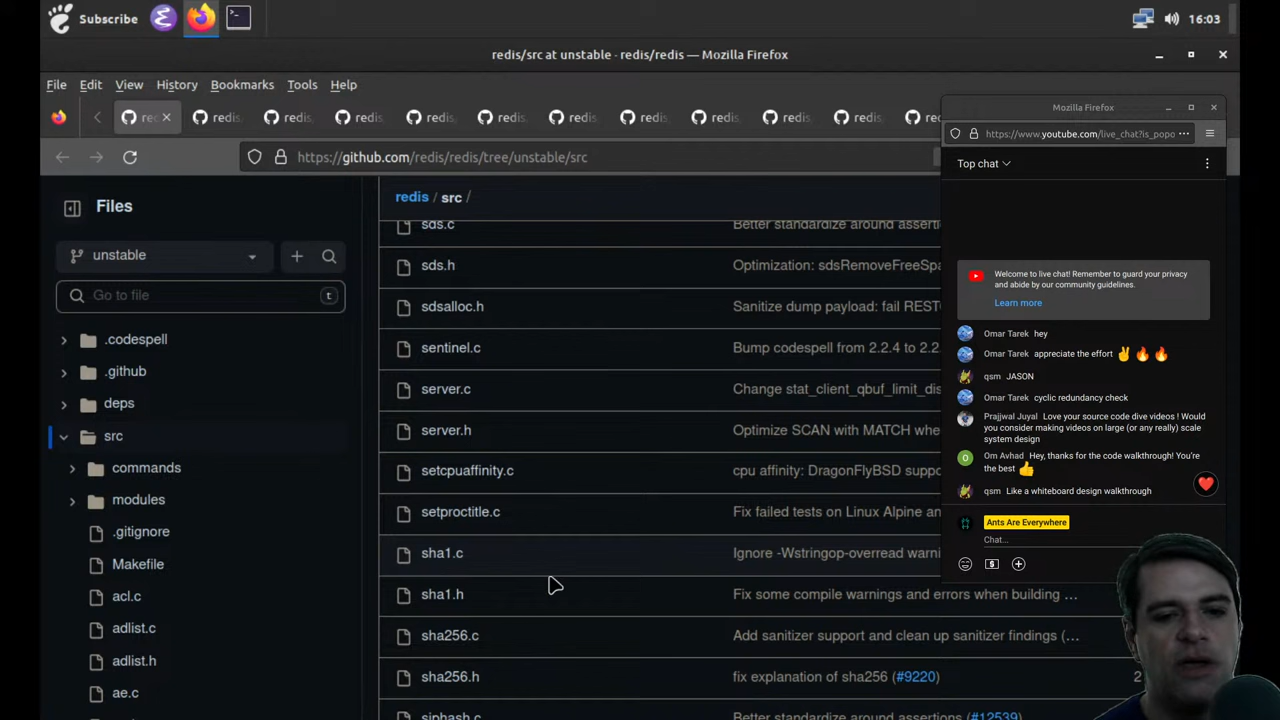 Subscribe
16:03
redis/src at unstable · redis/redis — Mozilla Firefox
File Edit View History Bookmarks Tools Help
https://github.com/redis/redis/tree/unstable/src
Files
unstable
Go to file
t
.codespell
.github
deps
src
commands
modules
.gitignore
Makefile
acl.c
adlist.c
adlist.h
ae.c
redis / src /
sds.c Better standardize around assertio
sds.h Optimization: sdsRemoveFreeSpa
sdsalloc.h Sanitize dump payload: fail REST
sentinel.c Bump codespell from 2.2.4 to 2.2.
server.c Change stat_client_qbuf_limit_dis
server.h Optimize SCAN with MATCH whe
setcpuaffinity.c cpu affinity: DragonFlyBSD suppo
setproctitle.c Fix failed tests on Linux Alpine an
sha1.c Ignore -Wstringop-overread warni
sha1.h Fix some compile warnings and errors when building ...
sha256.c Add sanitizer support and clean up sanitizer findings (...
sha256.h fix explanation of sha256 (#9220) 2
siphash.c Better standardize around assertions (#12539)
Mozilla Firefox
https://www.youtube.com/live_chat?is_popo
Top chat
Welcome to live chat! Remember to guard your privacy
and abide by our community guidelines.
Learn more
Omar Tarek hey
Omar Tarek appreciate the effort ✌🔥🔥
qsm JASON
Omar Tarek cyclic redundancy check
Prajjwal Juyal Love your source code dive videos ! Would
you consider making videos on large (or any really) scale
system design
Om Avhad Hey, thanks for the code walkthrough! You're
the best 👍
qsm Like a whiteboard design walkthrough
Ants Are Everywhere
Chat...